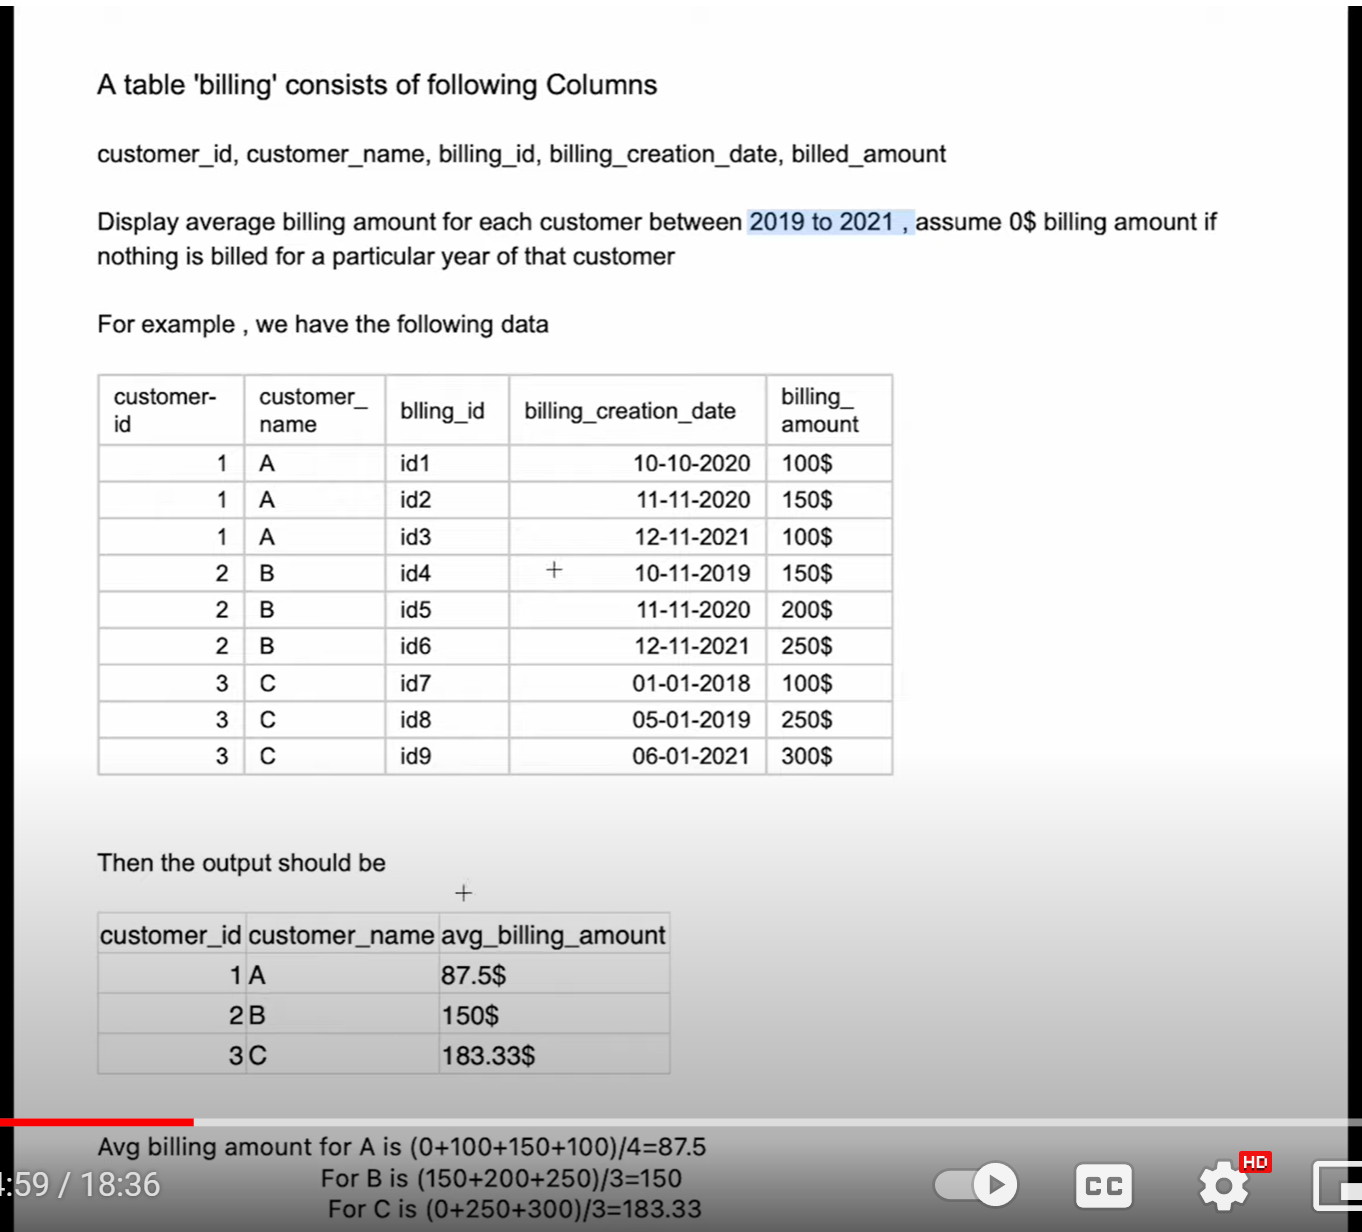 A table 'billing' consists of following Columns
customer_id, customer_name, billing_id, billing_creation_date, billed_amount
Display average billing amount for each customer between 2019 to 2021 , assume 0$ billing amount if
nothing is billed for a particular year of that customer
For example , we have the following data
customer-id customer_name blling_id billing_creation_date billing_amount
1 A id1 10-10-2020 100$
1 A id2 11-11-2020 150$
1 A id3 12-11-2021 100$
2 B id4 10-11-2019 150$
2 B id5 11-11-2020 200$
2 B id6 12-11-2021 250$
3 C id7 01-01-2018 100$
3 C id8 05-01-2019 250$
3 C id9 06-01-2021 300$
Then the output should be
customer_id customer_name avg_billing_amount
1 A 87.5$
2 B 150$
3 C 183.33$
Avg billing amount for A is (0+100+150+100)/4=87.5
For B is (150+200+250)/3=150
For C is (0+250+300)/3=183.33
:59 / 18:36
CC
HD